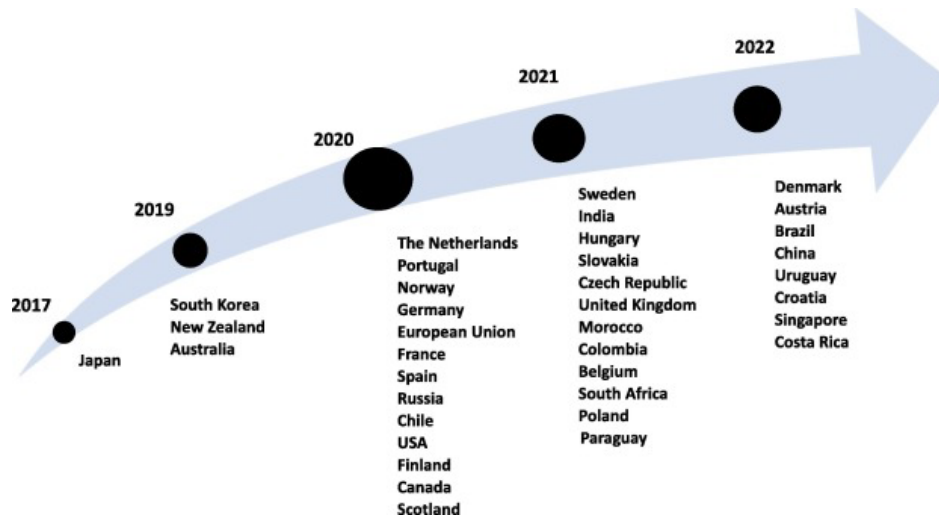 2017
Japan
2019
South Korea
New Zealand
Australia
2020
The Netherlands
Portugal
Norway
Germany
European Union
France
Spain
Russia
Chile
USA
Finland
Canada
Scotland
2021
Sweden
India
Hungary
Slovakia
Czech Republic
United Kingdom
Morocco
Colombia
Belgium
South Africa
Poland
Paraguay
2022
Denmark
Austria
Brazil
China
Uruguay
Croatia
Singapore
Costa Rica